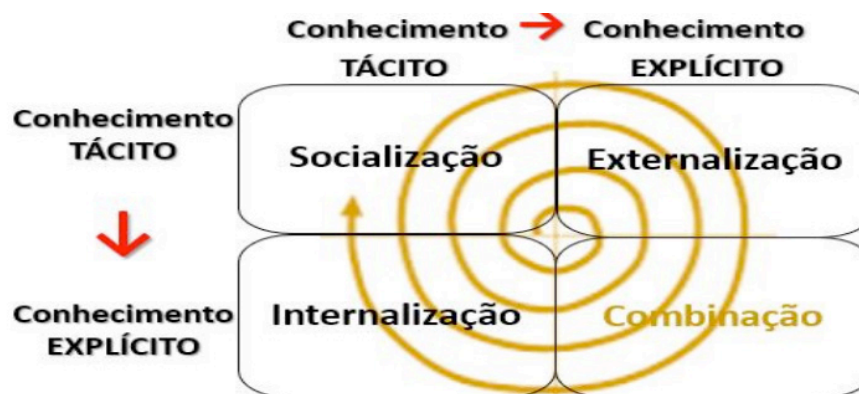 Conhecimento TÁCITO
Conhecimento EXPLÍCITO
Conhecimento TÁCITO
Socialização
Externalização
Conhecimento EXPLÍCITO
Internalização
Combinação